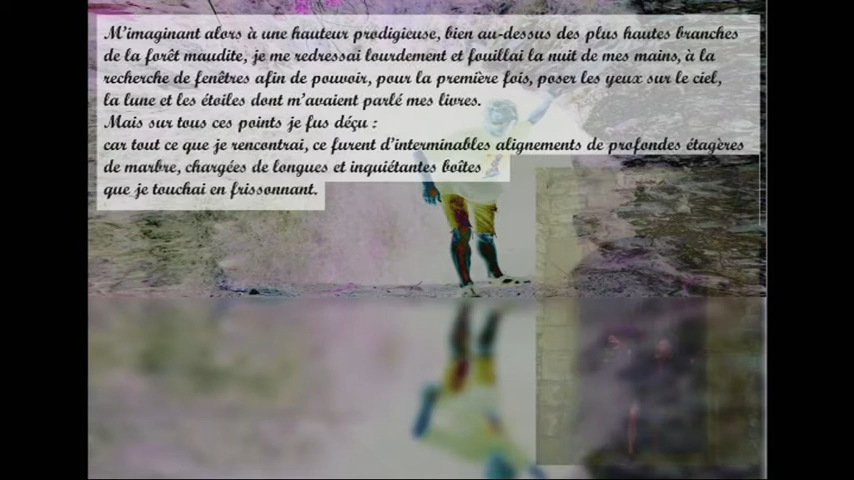 M'imaginant alors à une hauteur prodigieuse, bien au-dessus des plus hautes branches
de la forêt maudite, je me redressai lourdement et fouillai la nuit de mes mains, à la
recherche de fenêtres afin de pouvoir, pour la première fois, poser les yeux sur le ciel,
la lune et les étoiles dont m'avaient parlé mes livres.
Mais sur tous ces points je fus déçu :
car tout ce que je rencontrai, ce furent d'interminables alignements de profondes étagères
de marbre, chargées de longues et inquiétantes boîtes
que je touchai en frissonnant.